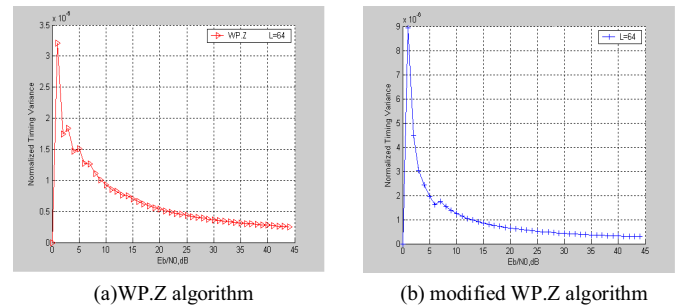 x 10^-6
3.5
3
2.5
2
1.5
1
0.5
0
Normalized Timing Variance
WP.Z L=64
0 5 10 15 20 25 30 35 40 45
Eb/N0,dB
(a)WP.Z algorithm
x 10^-6
9
8
7
6
5
4
3
2
1
0
Normalized Timing Variance
L=64
0 5 10 15 20 25 30 35 40 45
Eb/N0,dB
(b) modified WP.Z algorithm